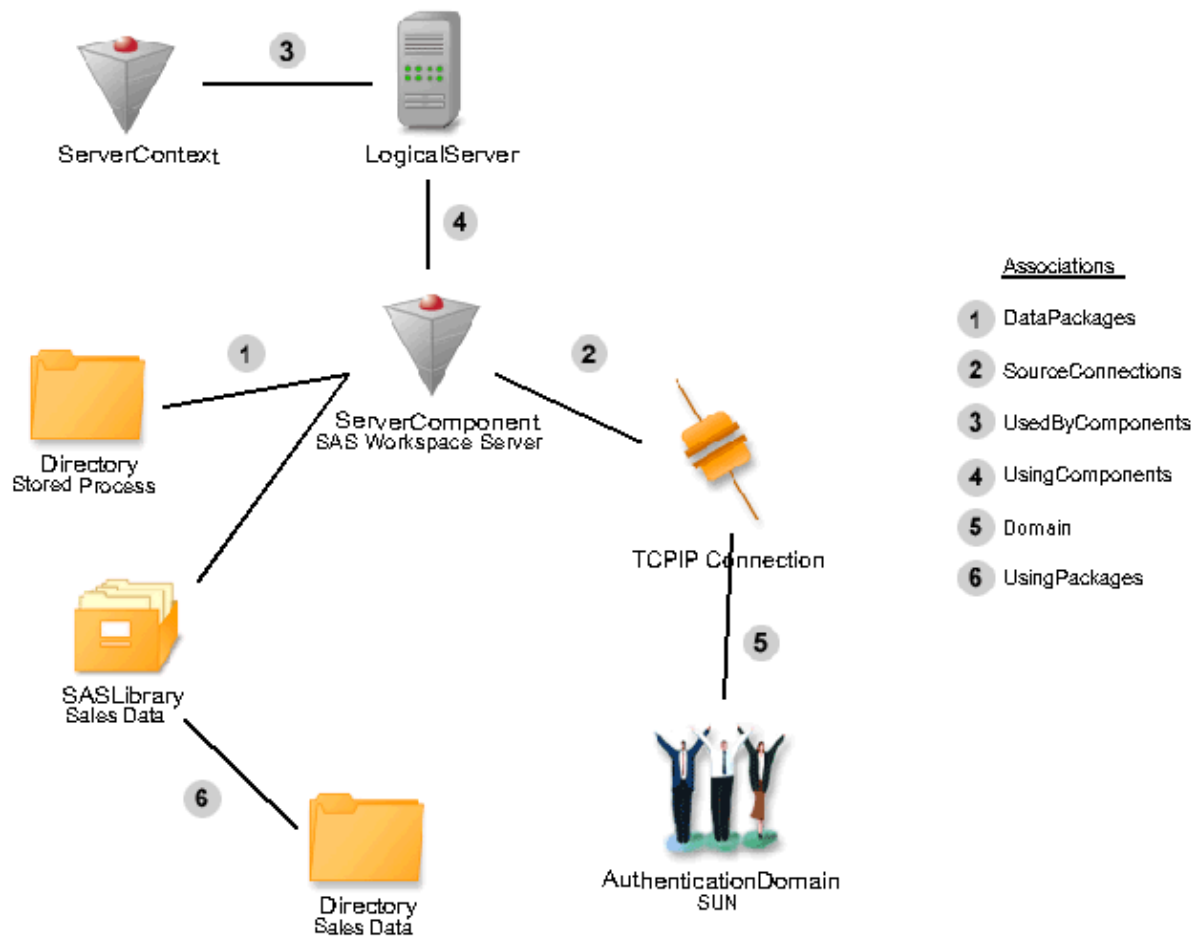 3
ServerContext
LogicalServer
4
Associations
1 DataPackages
2 SourceConnections
3 UsedByComponents
4 UsingComponents
5 Domain
6 UsingPackages
1
2
ServerComponent
SAS Workspace Server
Directory
Stored Process
TCPIP Connection
5
SASLibrary
Sales Data
6
AuthenticationDomain
SUN
Directory
Sales Data